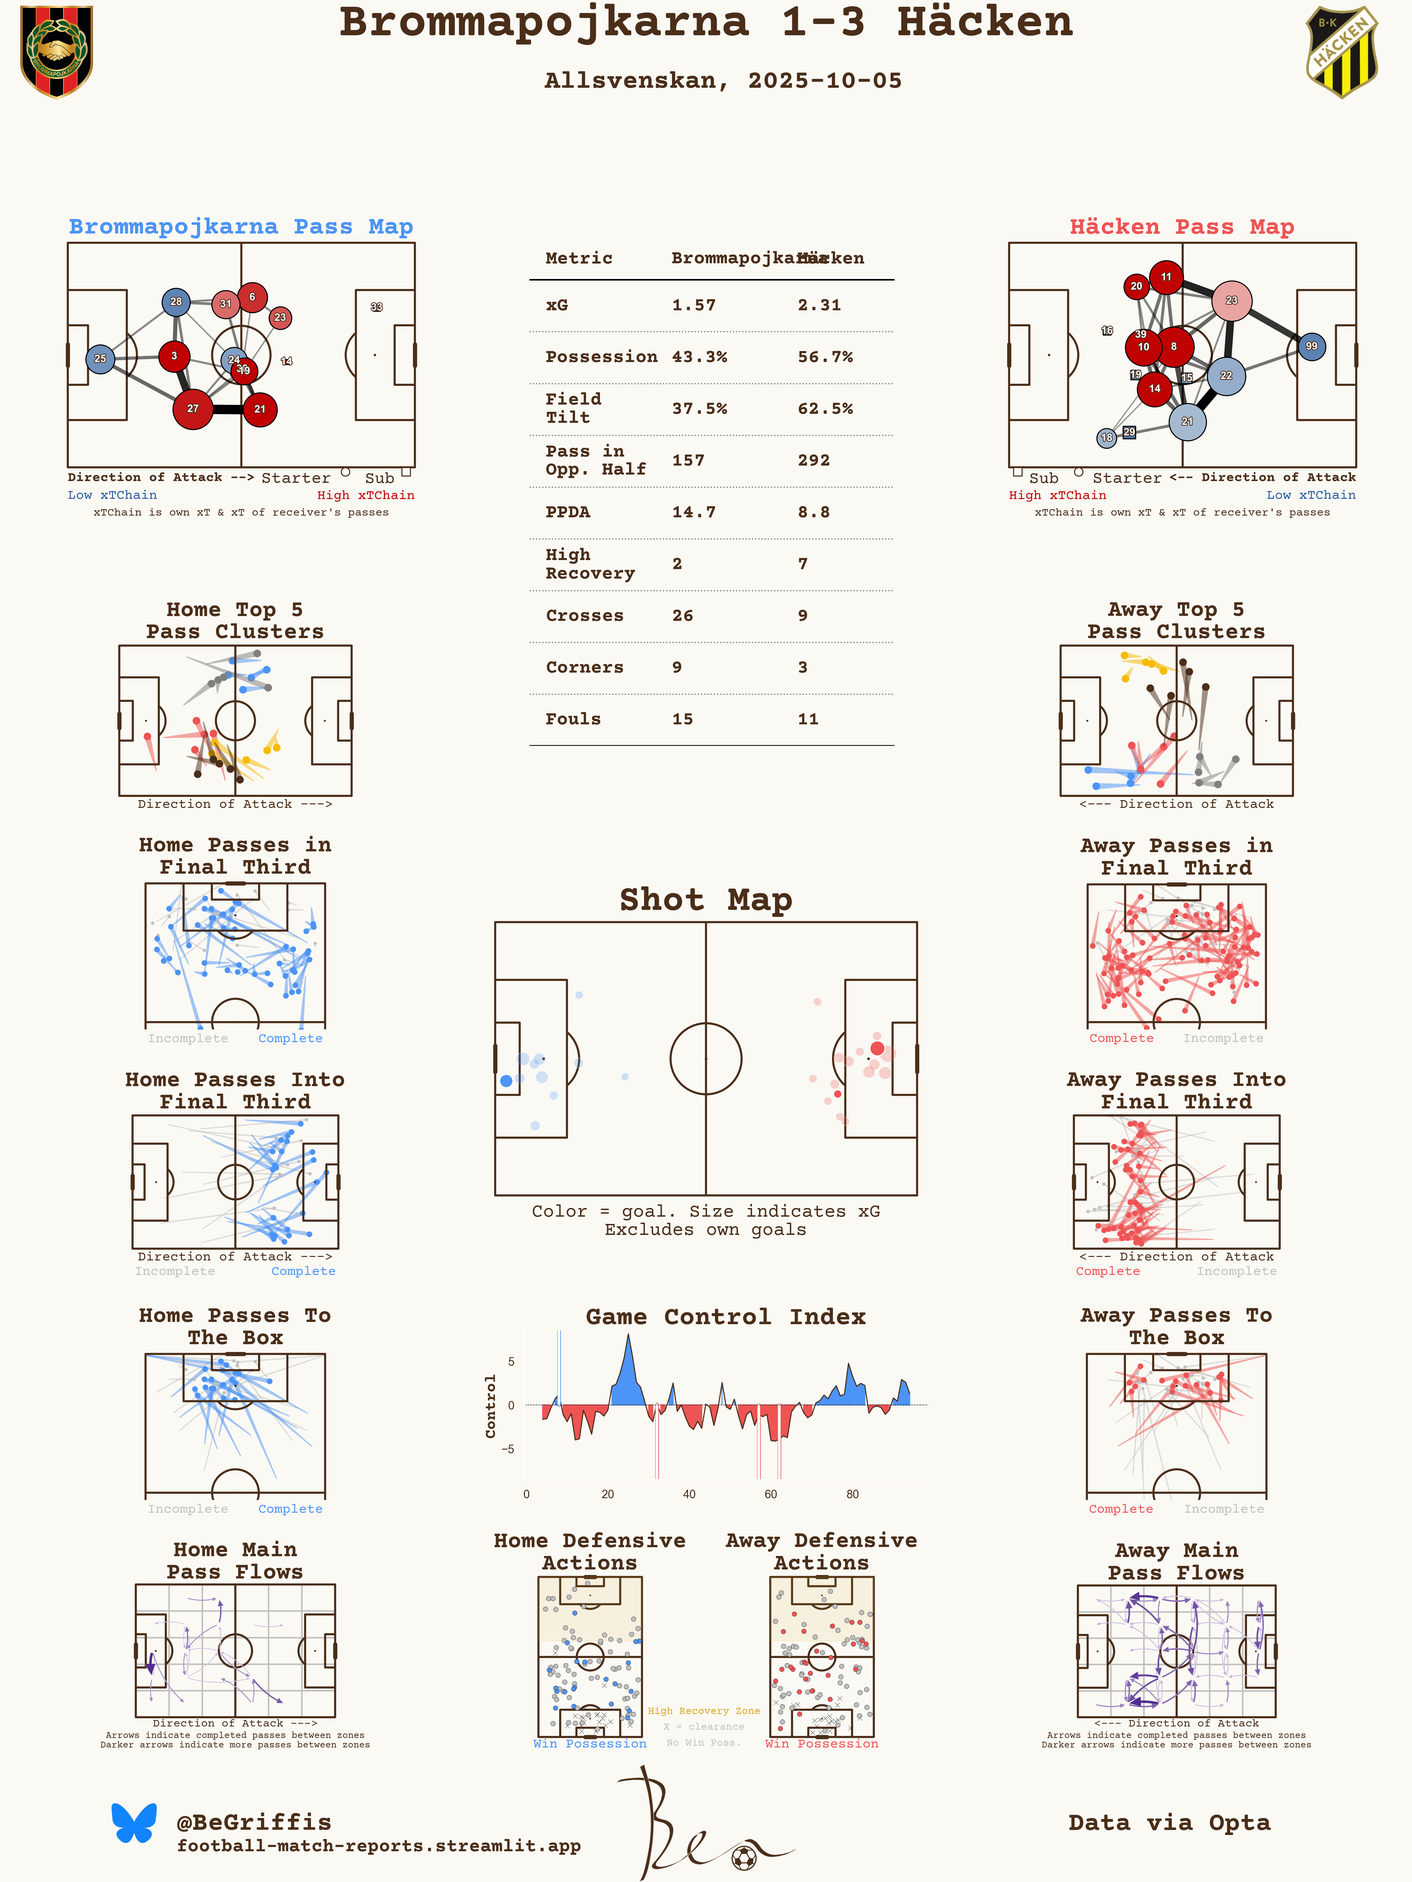 Brommapojkarna 1-3 Häcken
Allsvenskan, 2025-10-05
BROMMAPOJKARNA
B·K
HÄCKEN
Brommapojkarna Pass Map
28
31
6
23
33
25
3
24
19
14
27
21
Direction of Attack --> Starter Sub
Low xTChain High xTChain
xTChain is own xT & xT of receiver's passes
Metric Brommapojkarna Häcken
xG 1.57 2.31
Possession 43.3% 56.7%
Field
Tilt 37.5% 62.5%
Pass in
Opp. Half 157 292
PPDA 14.7 8.8
High
Recovery 2 7
Crosses 26 9
Corners 9 3
Fouls 15 11
Häcken Pass Map
11
20
23
16
39
10
8
99
19
15
22
14
21
18
29
Sub Starter <-- Direction of Attack
High xTChain Low xTChain
xTChain is own xT & xT of receiver's passes
Home Top 5
Pass Clusters
Direction of Attack --->
Away Top 5
Pass Clusters
<--- Direction of Attack
Home Passes in
Final Third
Incomplete Complete
Shot Map
Color = goal. Size indicates xG
Excludes own goals
Away Passes in
Final Third
Complete Incomplete
Home Passes Into
Final Third
Direction of Attack --->
Incomplete Complete
Away Passes Into
Final Third
<--- Direction of Attack
Complete Incomplete
Home Passes To
The Box
Incomplete Complete
Game Control Index
Control
5
0
−5
0 20 40 60 80
Away Passes To
The Box
Complete Incomplete
Home Main
Pass Flows
Direction of Attack --->
Arrows indicate completed passes between zones
Darker arrows indicate more passes between zones
Home Defensive
Actions
Win Possession
Away Defensive
Actions
Win Possession
High Recovery Zone
X = clearance
No Win Poss.
Away Main
Pass Flows
<--- Direction of Attack
Arrows indicate completed passes between zones
Darker arrows indicate more passes between zones
@BeGriffis
football-match-reports.streamlit.app
Ben
Data via Opta